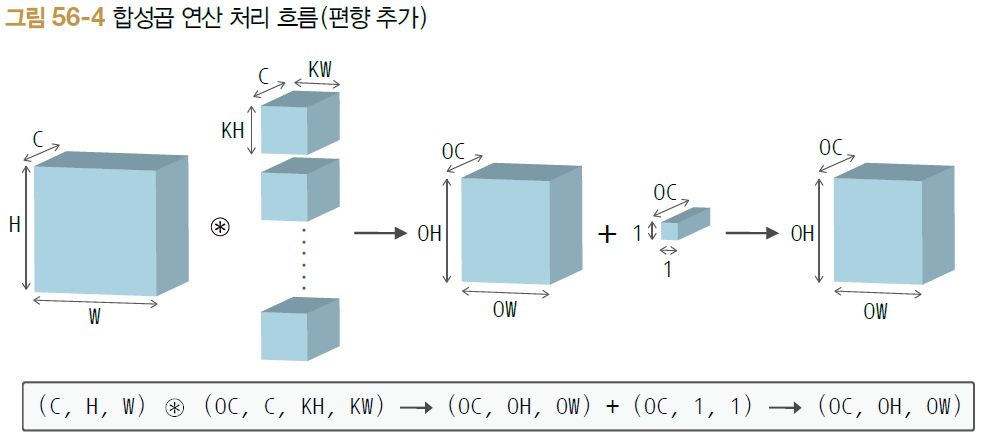 그림 56-4 합성곱 연산 처리 흐름(편향 추가)
C
KW
KH
C
H
W
⊛
OC
OH
OW
+
OC
1
1
OC
OH
OW
(C, H, W) ⊛ (OC, C, KH, KW) → (OC, OH, OW) + (OC, 1, 1) → (OC, OH, OW)